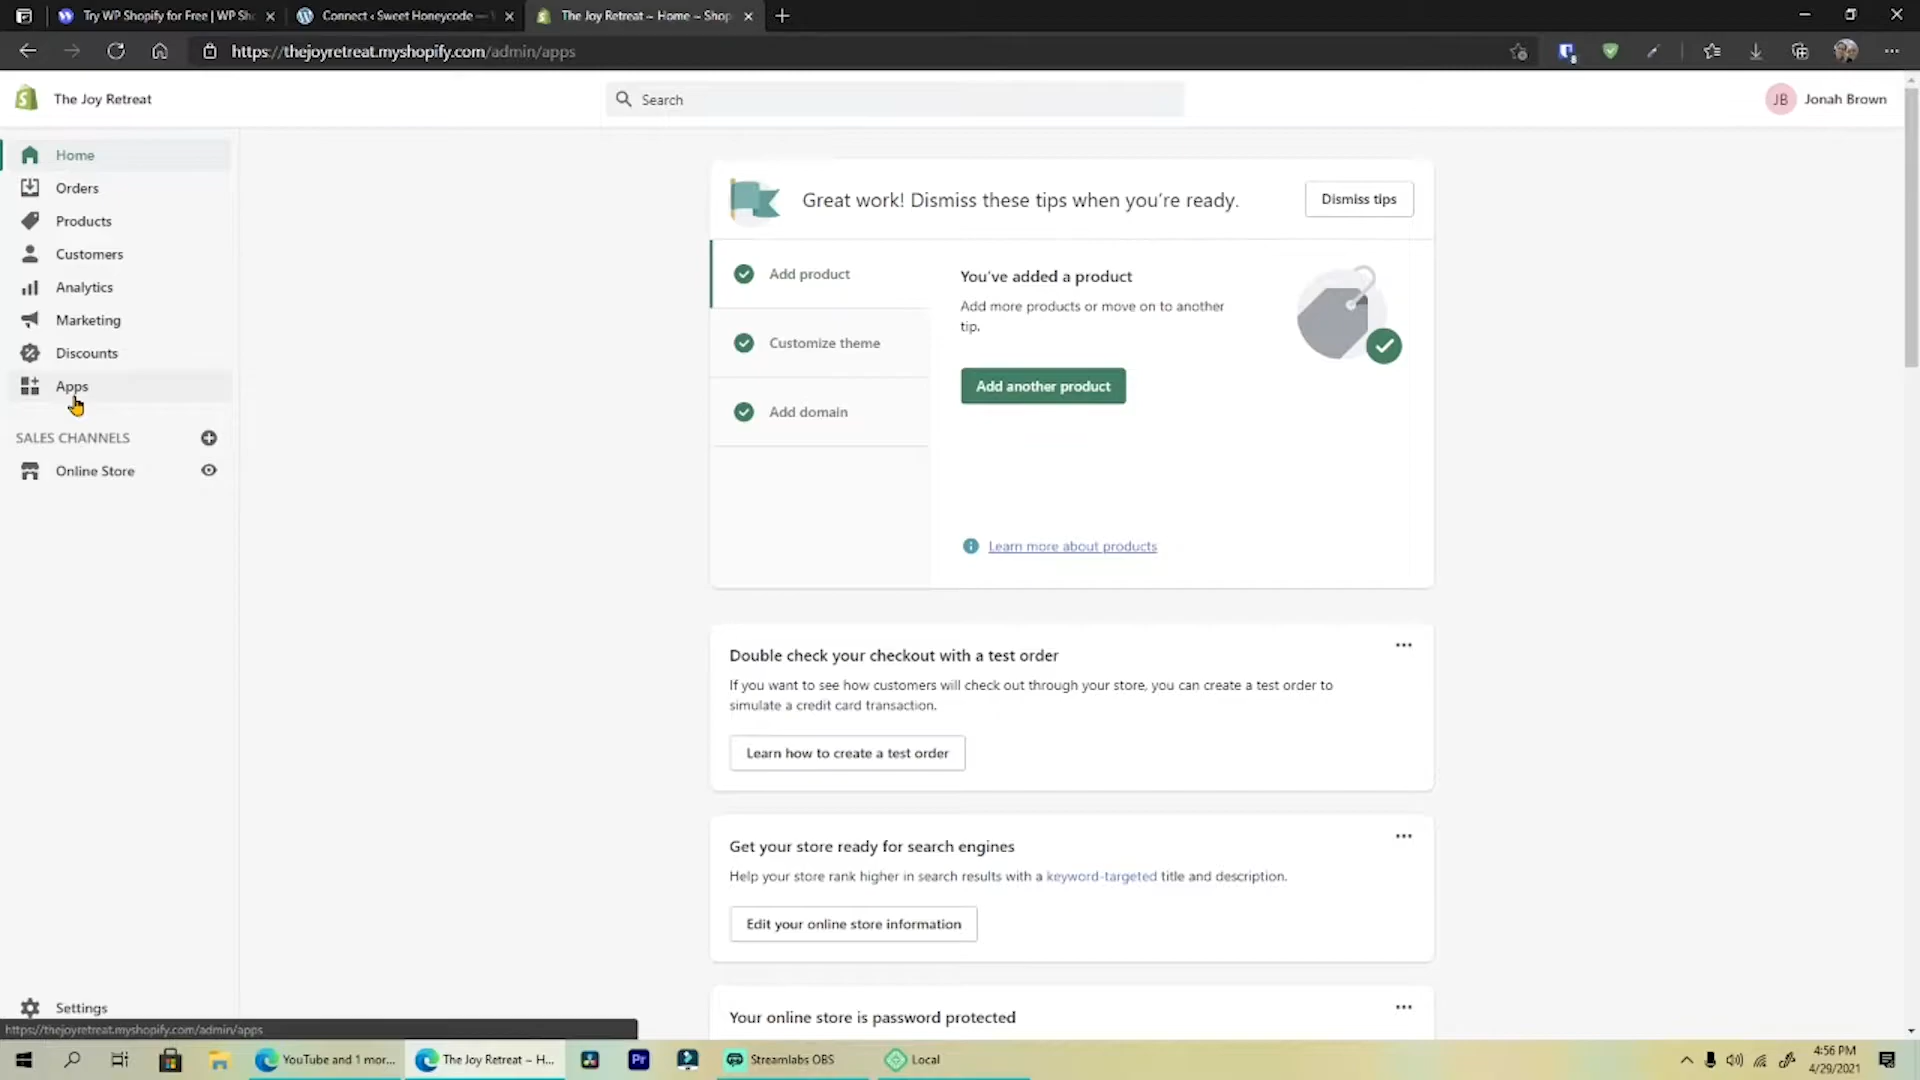 Try WP Shopify for Free | WP Sh
Connect ‹ Sweet Honeycode —
The Joy Retreat ~ Home ~ Shop
https://thejoyretreat.myshopify.com/admin/apps
The Joy Retreat
Search
JB
Jonah Brown
Home
Orders
Products
Customers
Analytics
Marketing
Discounts
Apps
SALES CHANNELS
Online Store
Settings
Great work! Dismiss these tips when you're ready.
Dismiss tips
Add product
Customize theme
Add domain
You've added a product
Add more products or move on to another
tip.
Add another product
Learn more about products
Double check your checkout with a test order
If you want to see how customers will check out through your store, you can create a test order to
simulate a credit card transaction.
Learn how to create a test order
Get your store ready for search engines
Help your store rank higher in search results with a keyword-targeted title and description.
Edit your online store information
Your online store is password protected
https://thejoyretreat.myshopify.com/admin/apps
YouTube and 1 mor...
The Joy Retreat ~ H...
Pr
Streamlabs OBS
Local
4:56 PM
4/29/2021